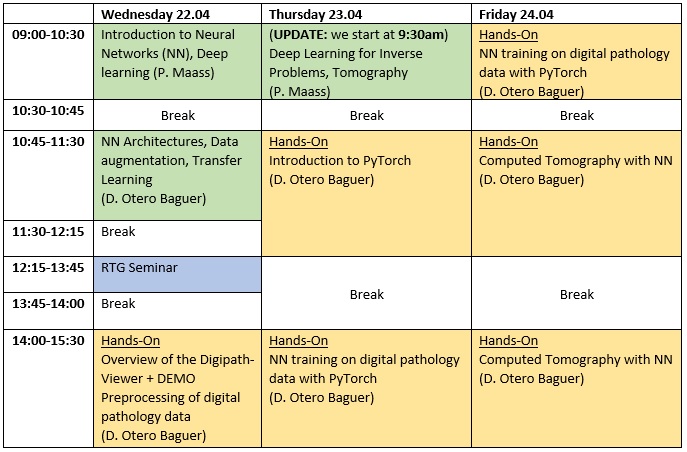 Wednesday 22.04
Thursday 23.04
Friday 24.04
09:00-10:30
Introduction to Neural
Networks (NN), Deep
learning (P. Maass)
(UPDATE: we start at 9:30am)
Deep Learning for Inverse
Problems, Tomography
(P. Maass)
Hands-On
NN training on digital pathology
data with PyTorch
(D. Otero Baguer)
10:30-10:45
Break
Break
Break
10:45-11:30
NN Architectures, Data
augmentation, Transfer
Learning
(D. Otero Baguer)
Hands-On
Introduction to PyTorch
(D. Otero Baguer)
Hands-On
Computed Tomography with NN
(D. Otero Baguer)
11:30-12:15
Break
12:15-13:45
RTG Seminar
Break
Break
13:45-14:00
Break
14:00-15:30
Hands-On
Overview of the Digipath-
Viewer + DEMO
Preprocessing of digital
pathology data
(D. Otero Baguer)
Hands-On
NN training on digital pathology
data with PyTorch
(D. Otero Baguer)
Hands-On
Computed Tomography with NN
(D. Otero Baguer)